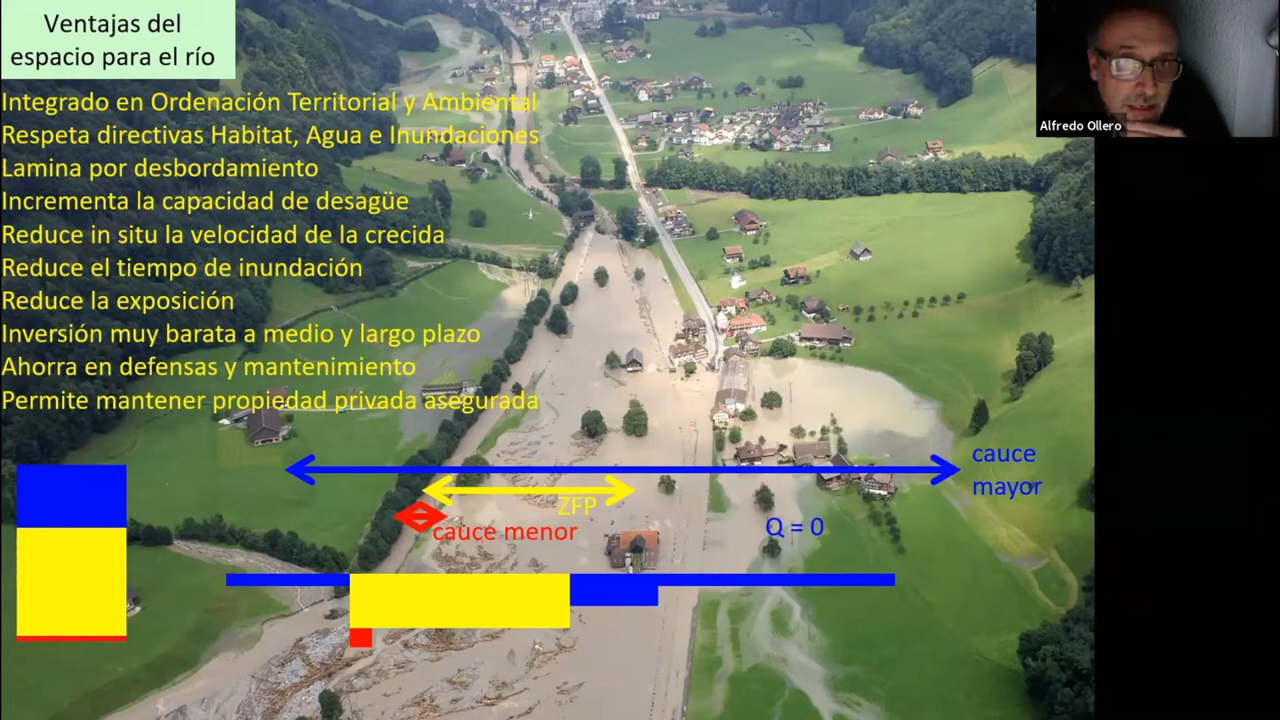 Ventajas del
espacio para el río
Alfredo Ollero
Integrado en Ordenación Territorial y Ambiental
Respeta directivas Habitat, Agua e Inundaciones
Lamina por desbordamiento
Incrementa la capacidad de desagüe
Reduce in situ la velocidad de la crecida
Reduce el tiempo de inundación
Reduce la exposición
Inversión muy barata a medio y largo plazo
Ahorra en defensas y mantenimiento
Permite mantener propiedad privada asegurada
cauce
mayor
ZFP
cauce menor
Q = 0